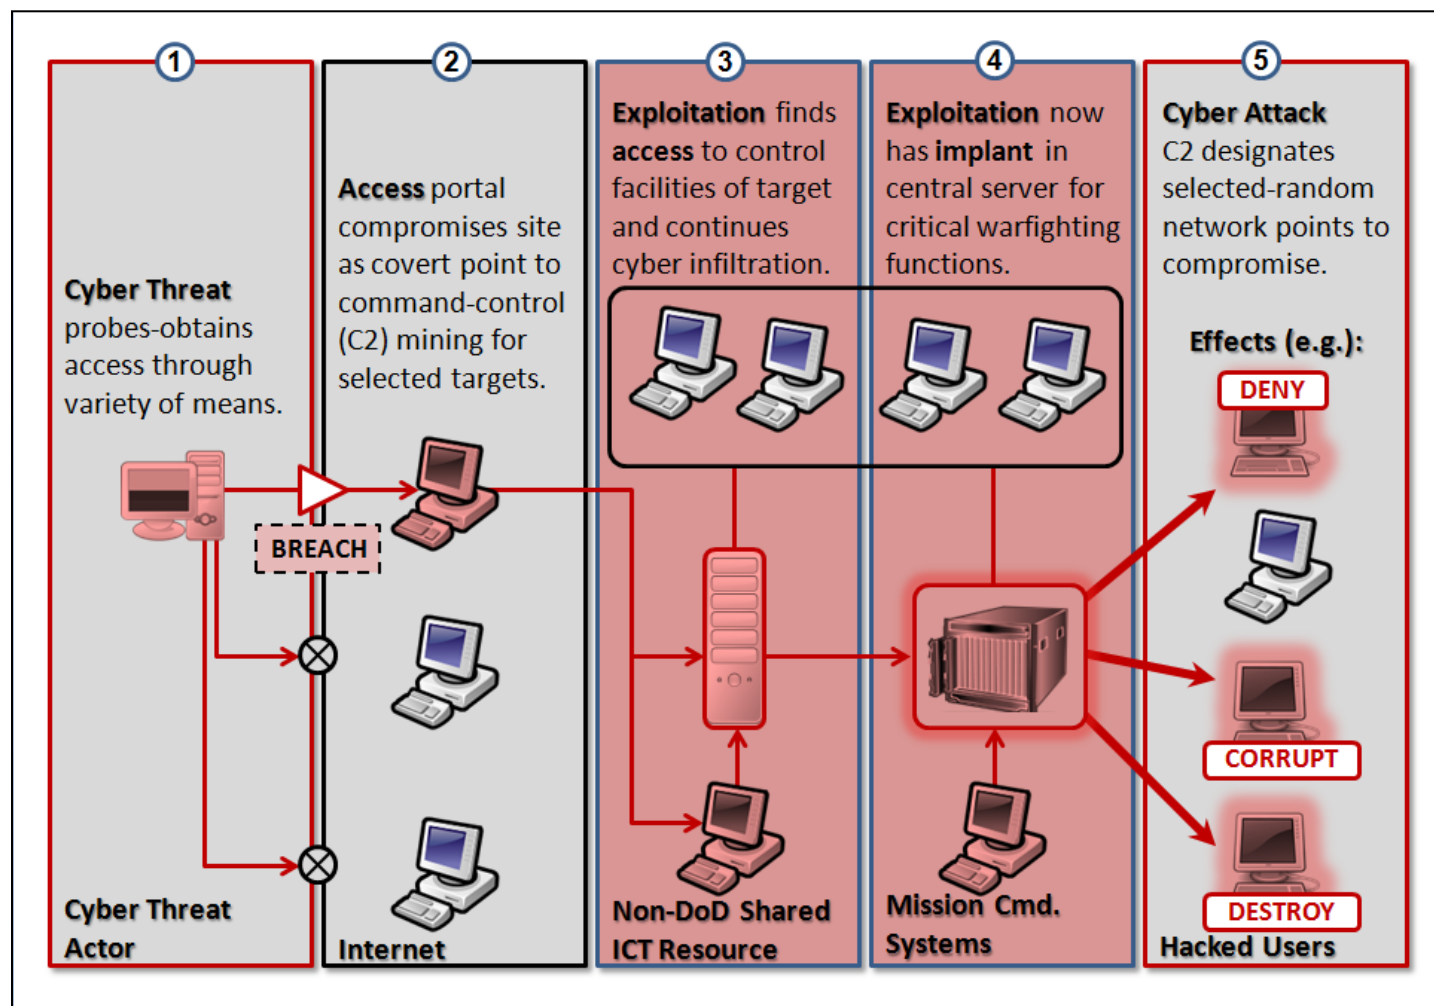 1
Cyber Threat
probes-obtains
access through
variety of means.
BREACH
Cyber Threat
Actor
2
Access portal
compromises site
as covert point to
command-control
(C2) mining for
selected targets.
Internet
3
Exploitation finds
access to control
facilities of target
and continues
cyber infiltration.
Non-DoD Shared
ICT Resource
4
Exploitation now
has implant in
central server for
critical warfighting
functions.
Mission Cmd.
Systems
5
Cyber Attack
C2 designates
selected-random
network points to
compromise.
Effects (e.g.):
DENY
CORRUPT
DESTROY
Hacked Users